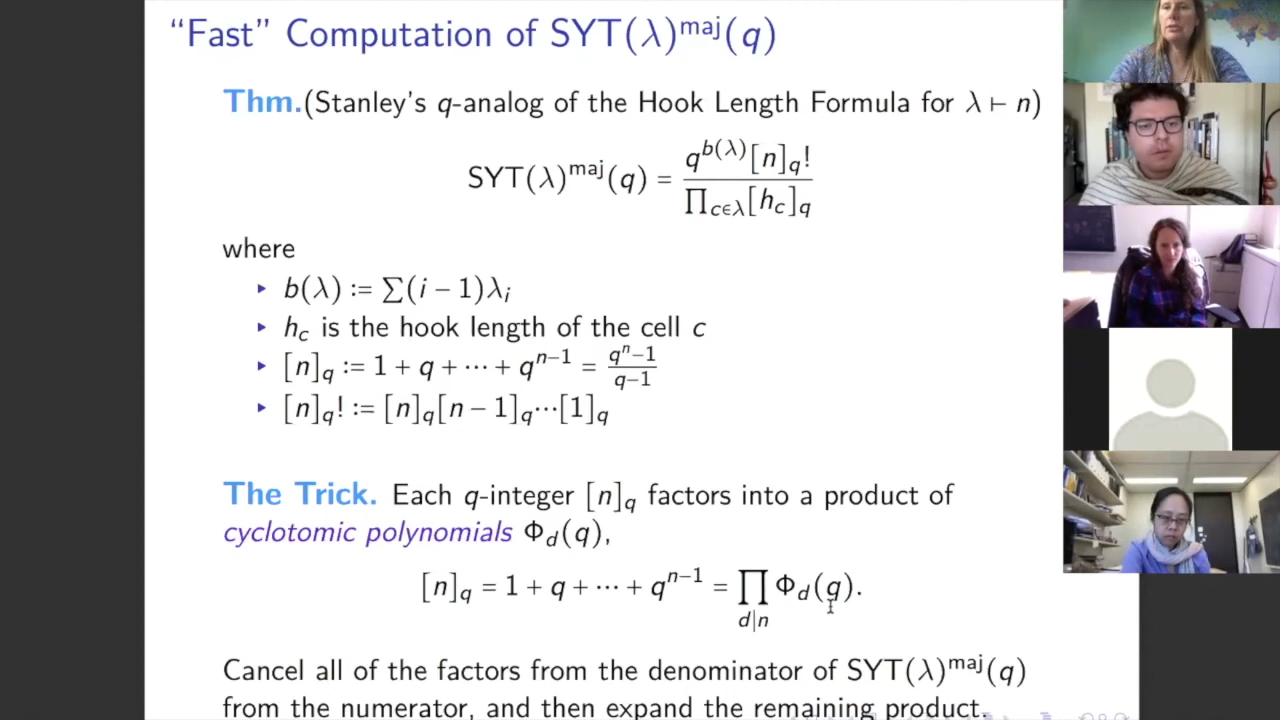 “Fast” Computation of SYT(λ)^maj(q)
Thm.(Stanley’s q-analog of the Hook Length Formula for λ ⊢ n)
SYT(λ)^maj(q) = q^b(λ)[n]_q! / ∏_c∈λ[h_c]_q
where
▸ b(λ) := ∑(i − 1)λ_i
▸ h_c is the hook length of the cell c
▸ [n]_q := 1 + q + ⋯ + q^n−1 = q^n−1 / q−1
▸ [n]_q! := [n]_q[n − 1]_q⋯[1]_q
The Trick. Each q-integer [n]_q factors into a product of
cyclotomic polynomials Φ_d(q),
[n]_q = 1 + q + ⋯ + q^n−1 = ∏_d|n Φ_d(q).
Cancel all of the factors from the denominator of SYT(λ)^maj(q)
from the numerator, and then expand the remaining product.